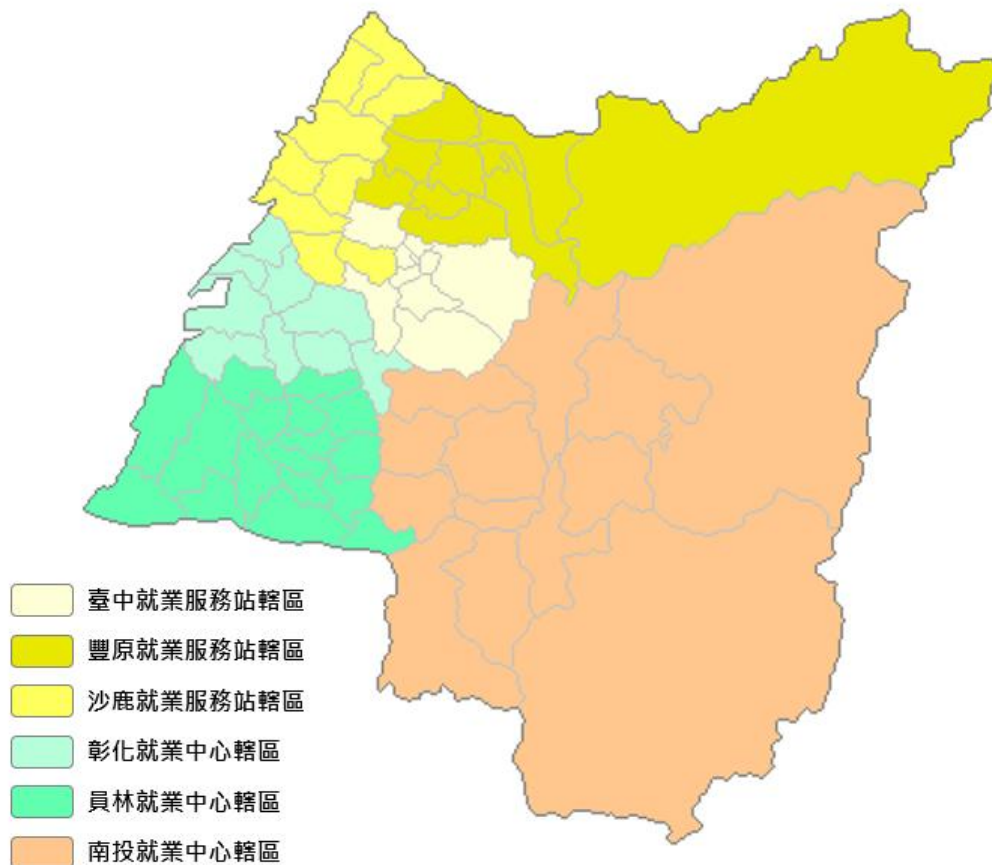 臺中就業服務站轄區
豐原就業服務站轄區
沙鹿就業服務站轄區
彰化就業中心轄區
員林就業中心轄區
南投就業中心轄區